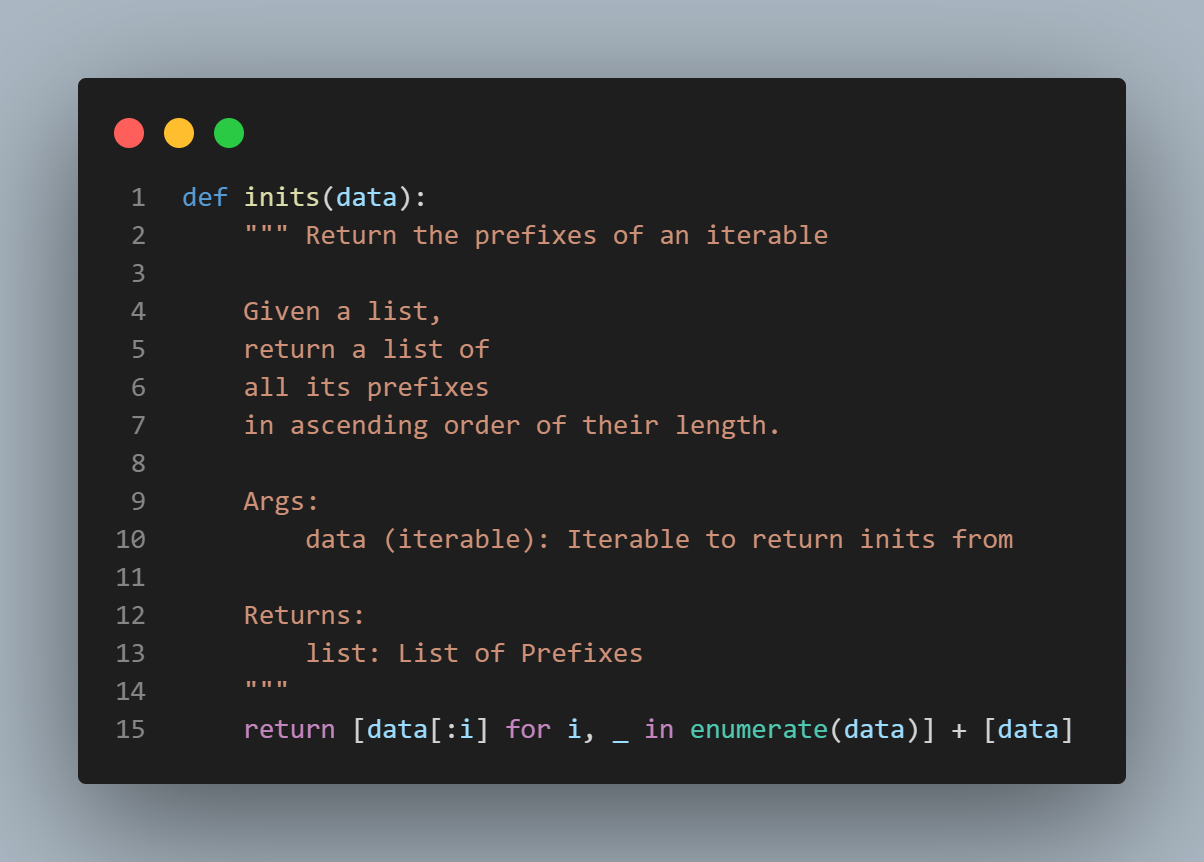 1 def inits(data):
2     """ Return the prefixes of an iterable
3
4     Given a list,
5     return a list of
6     all its prefixes
7     in ascending order of their length.
8
9     Args:
10         data (iterable): Iterable to return inits from
11
12     Returns:
13         list: List of Prefixes
14     """
15     return [data[:i] for i, _ in enumerate(data)] + [data]